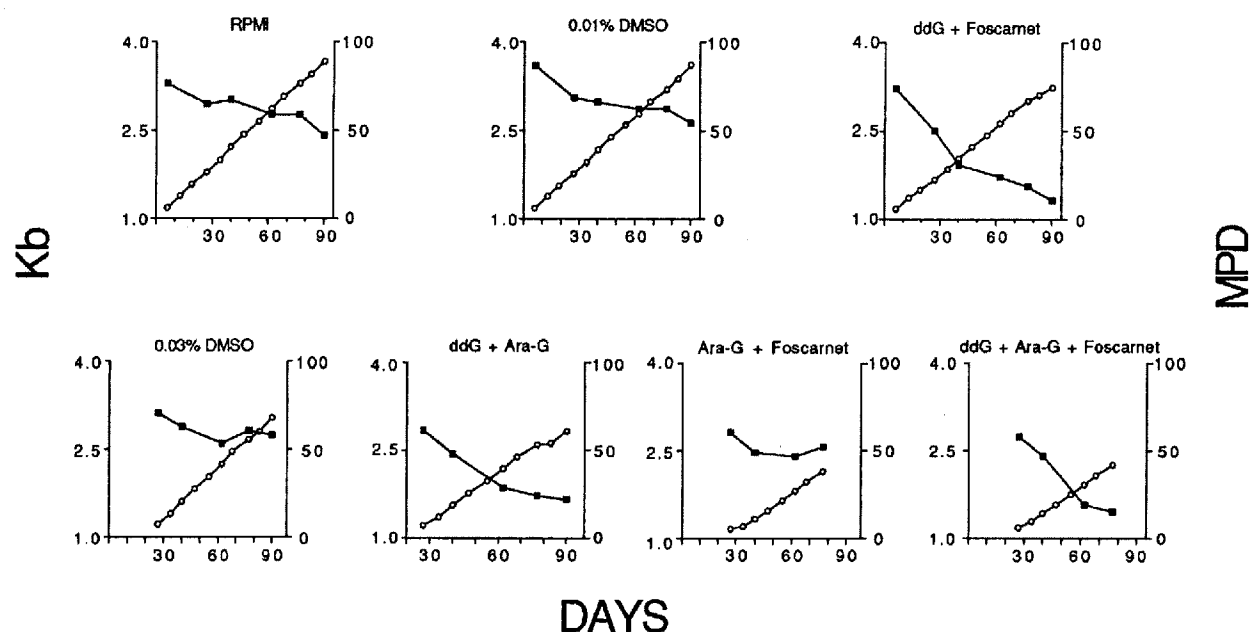 RPMI
0.01% DMSO
ddG + Foscarnet
4.0 100 4.0 100 4.0 100
2.5 50 2.5 50 2.5 50
1.0 0 1.0 0 1.0 0
30 60 90 30 60 90 30 60 90
Kb
MPD
0.03% DMSO
ddG + Ara-G
Ara-G + Foscarnet
ddG + Ara-G + Foscarnet
4.0 100 4.0 100 4.0 100 4.0 100
2.5 50 2.5 50 2.5 50 2.5 50
1.0 0 1.0 0 1.0 0 1.0 0
30 60 90 30 60 90 30 60 90 30 60 90
DAYS